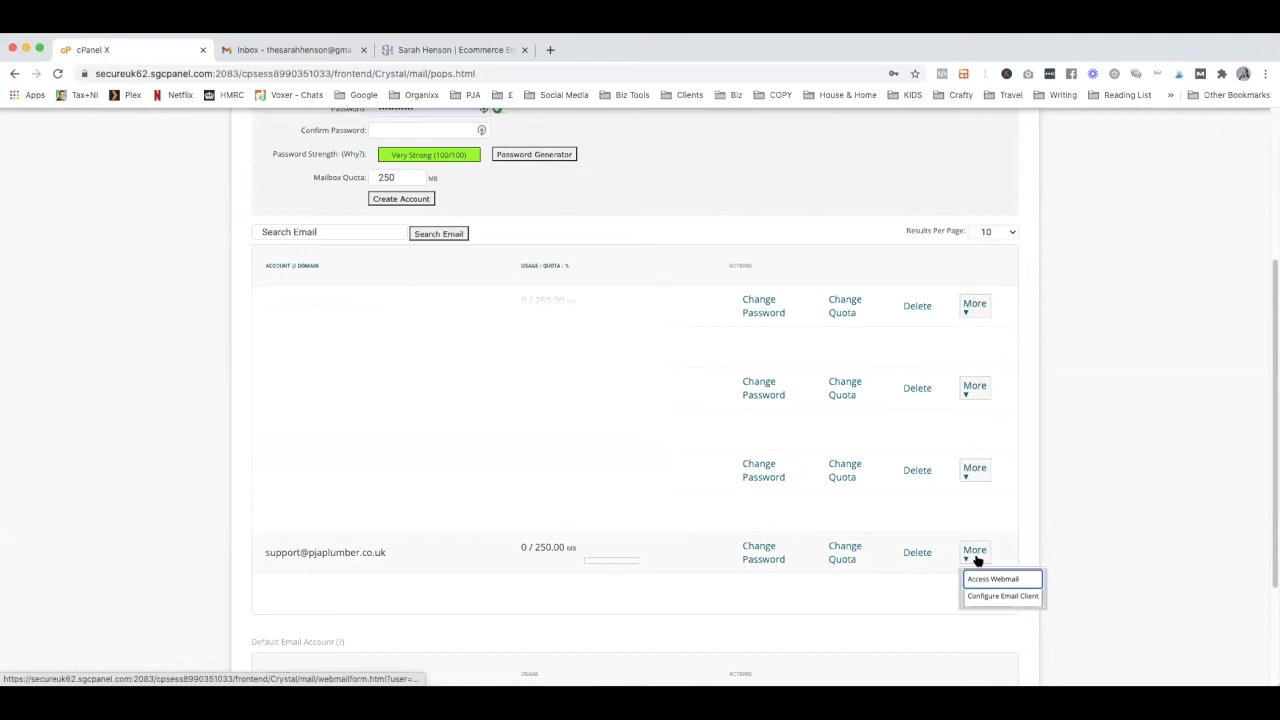 cPanel X
Inbox - thesarahhenson@gma
Sarah Henson | Ecommerce En
secureuk62.sgcpanel.com:2083/cpsess8990351033/frontend/Crystal/mail/pops.html
Apps Tax+NI Plex Netflix HMRC Voxer - Chats Google Organixx PJA £ Social Media Biz Tools Clients Biz COPY House & Home KIDS Crafty Travel Writing Reading List » Other Bookmarks
Password:
Confirm Password:
Password Strength: (Why?): Very Strong (100/100) Password Generator
Mailbox Quota: 250 MB
Create Account
Search Email Search Email Results Per Page: 10
ACCOUNT @ DOMAIN USAGE / QUOTA / % ACTIONS
0 / 250.00 MB Change Password Change Quota Delete More ▼
Change Password Change Quota Delete More ▼
Change Password Change Quota Delete More ▼
support@pjaplumber.co.uk 0 / 250.00 MB Change Password Change Quota Delete More ▼
Access Webmail
Configure Email Client
Default Email Account (?)
USAGE ACTIONS
https://secureuk62.sgcpanel.com:2083/cpsess8990351033/frontend/Crystal/mail/webmailform.html?user=...